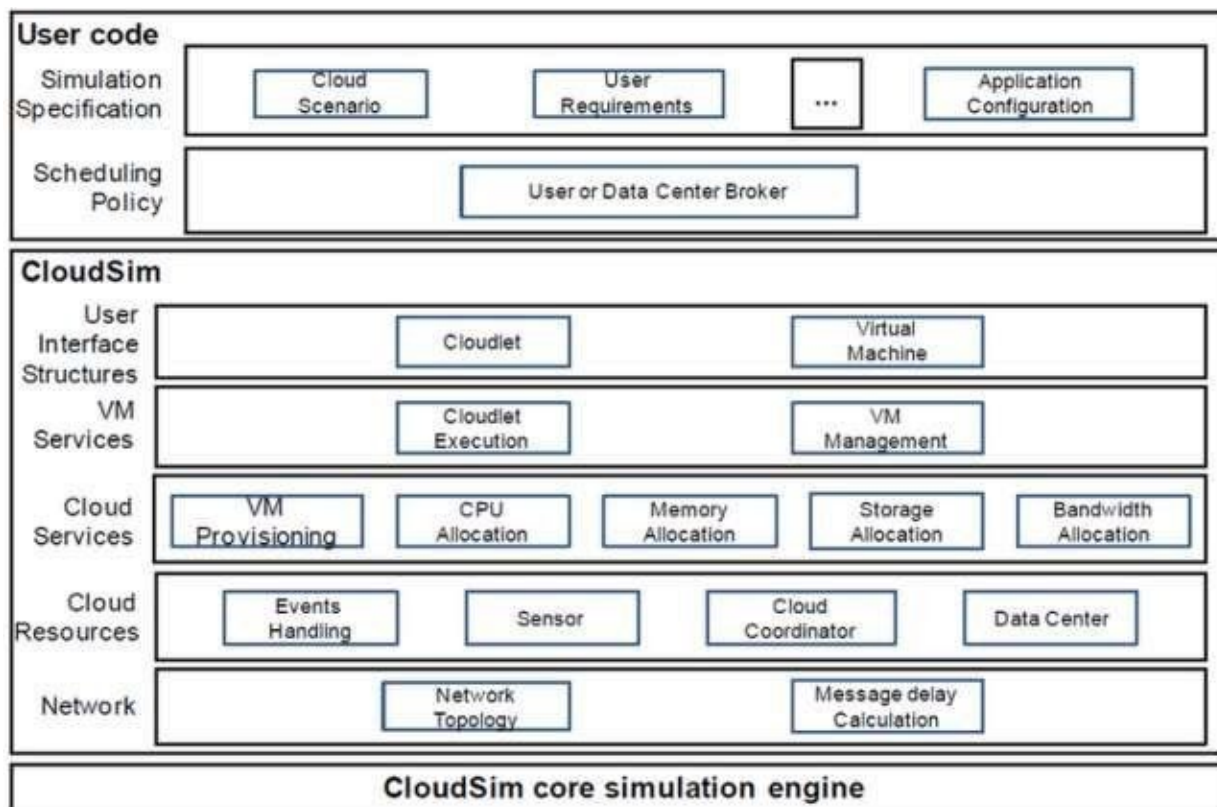 User code
Simulation
Specification
Cloud
Scenario
User
Requirements
...
Application
Configuration
Scheduling
Policy
User or Data Center Broker
CloudSim
User
Interface
Structures
Cloudlet
Virtual
Machine
VM
Services
Cloudlet
Execution
VM
Management
Cloud
Services
VM
Provisioning
CPU
Allocation
Memory
Allocation
Storage
Allocation
Bandwidth
Allocation
Cloud
Resources
Events
Handling
Sensor
Cloud
Coordinator
Data Center
Network
Network
Topology
Message delay
Calculation
CloudSim core simulation engine